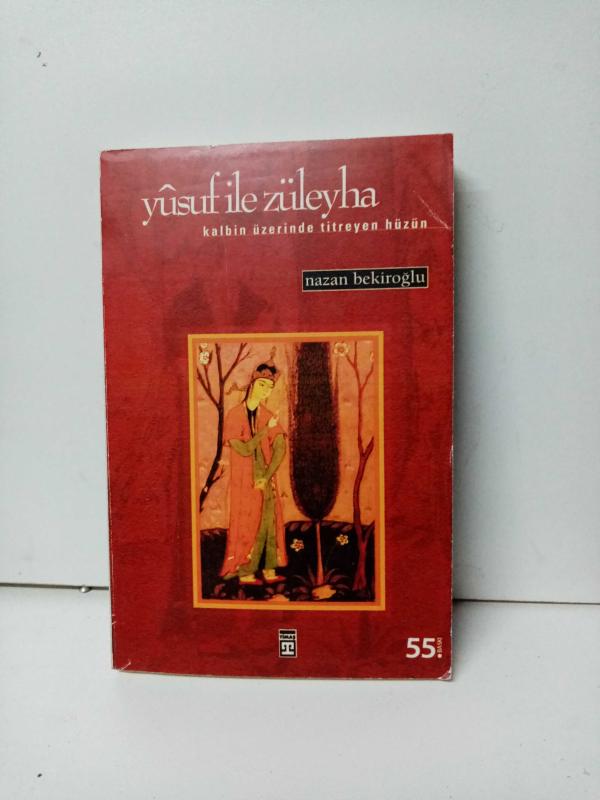 yûsuf ile züleyha
kalbin üzerinde titreyen hüzün
nazan bekiroğlu
TİMAŞ
55.
BASKI